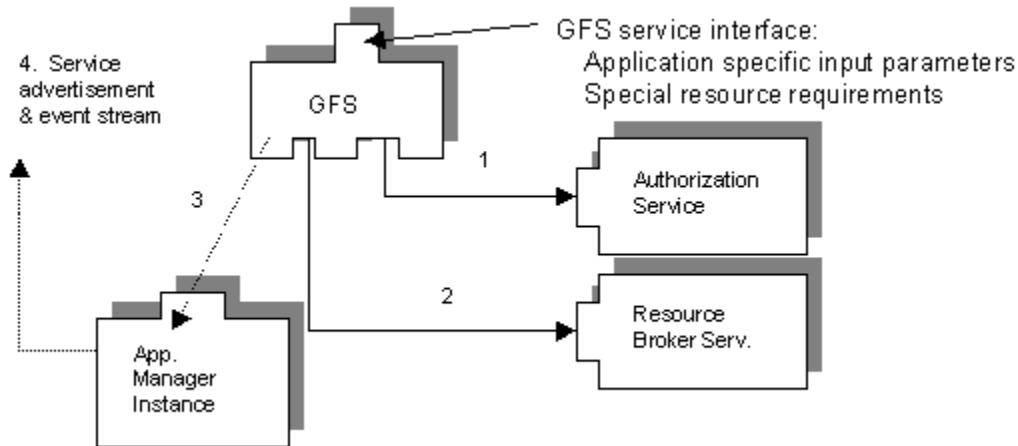 GFS service interface:
Application specific input parameters
Special resource requirements
4. Service
advertisement
& event stream
GFS
1
Authorization
Service
3
2
Resource
Broker Serv.
App.
Manager
Instance